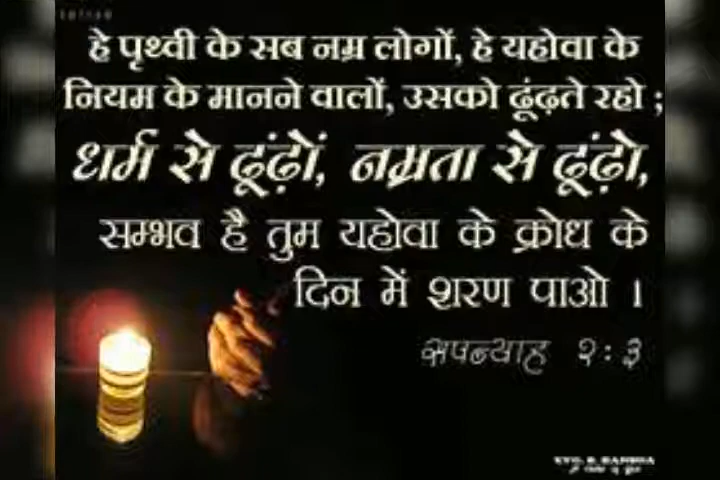 हे पृथ्वी के सब नम्र लोगों, हे यहोवा के
नियम के मानने वालों, उसको ढूंढ़ते रहो ;
धर्म से ढूंढ़ों, नम्रता से ढूंढ़ो,
सम्भव है तुम यहोवा के क्रोध के
दिन में शरण पाओ ।
सपन्याह २: ३